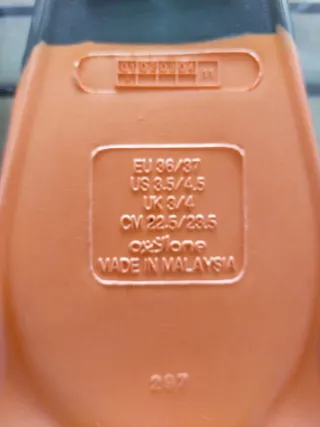 EU 36/37
US 3.5/4.5
UK 3/4
CM 22.5/23.5
MADE IN MALAYSIA
297